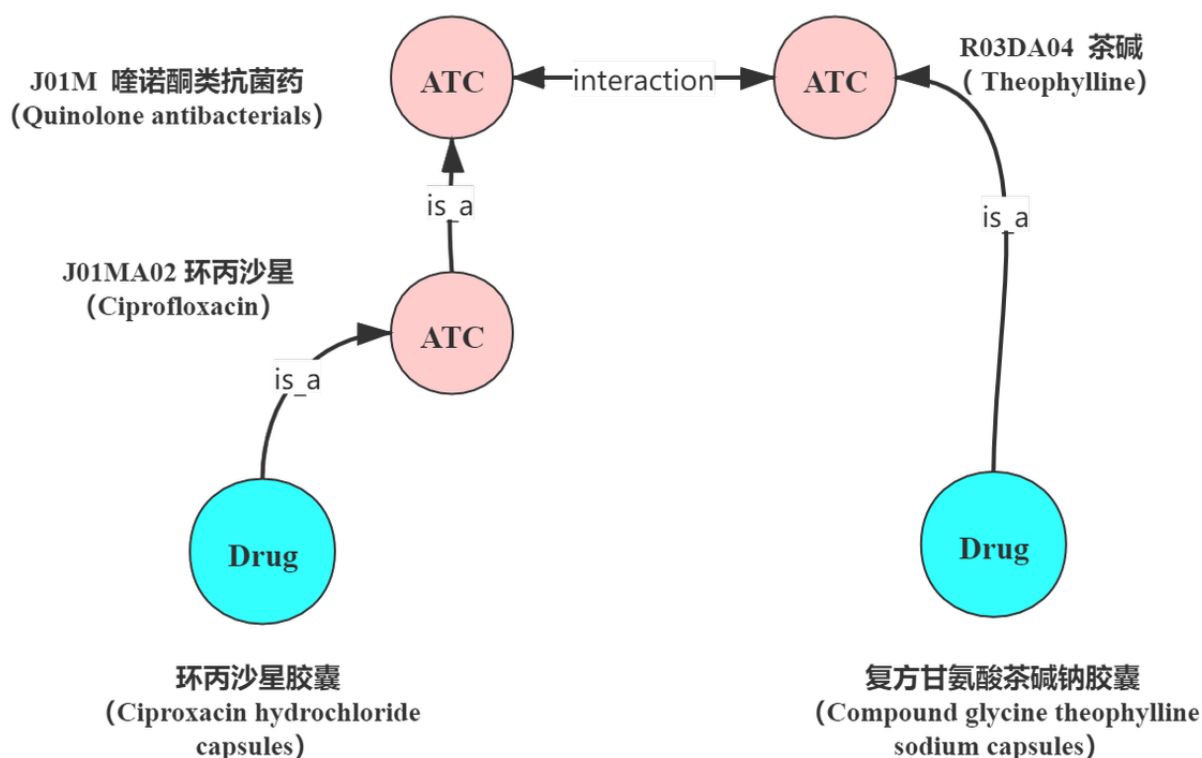 J01M 喹诺酮类抗菌药
（Quinolone antibacterials）
ATC
interaction
ATC
R03DA04 茶碱
（Theophylline）
is_a
is_a
J01MA02 环丙沙星
（Ciprofloxacin）
ATC
is_a
Drug
Drug
环丙沙星胶囊
（Ciproxacin hydrochloride
capsules）
复方甘氨酸茶碱钠胶囊
（Compound glycine theophylline
sodium capsules）